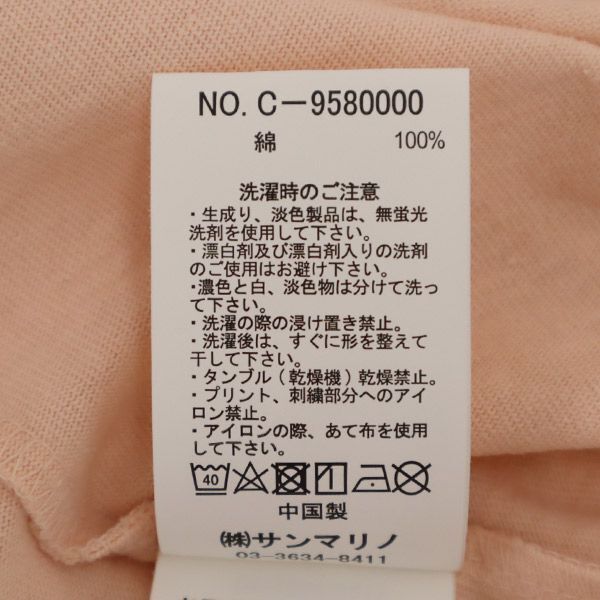 NO. C-9580000
綿 100%
洗濯時のご注意
・生成り、淡色製品は、無蛍光
洗剤を使用して下さい。
・漂白剤及び漂白剤入りの洗剤
のご使用はお避け下さい。
・濃色と白、淡色物は分けて洗っ
て下さい。
・洗濯の際の浸け置き禁止。
・洗濯後は、すぐに形を整えて
干して下さい。
・タンブル(乾燥機)乾燥禁止。
・プリント、刺繍部分へのアイ
ロン禁止。
・アイロンの際、あて布を使用
して下さい。
40
中国製
㈱サンマリノ
03-3634-8411